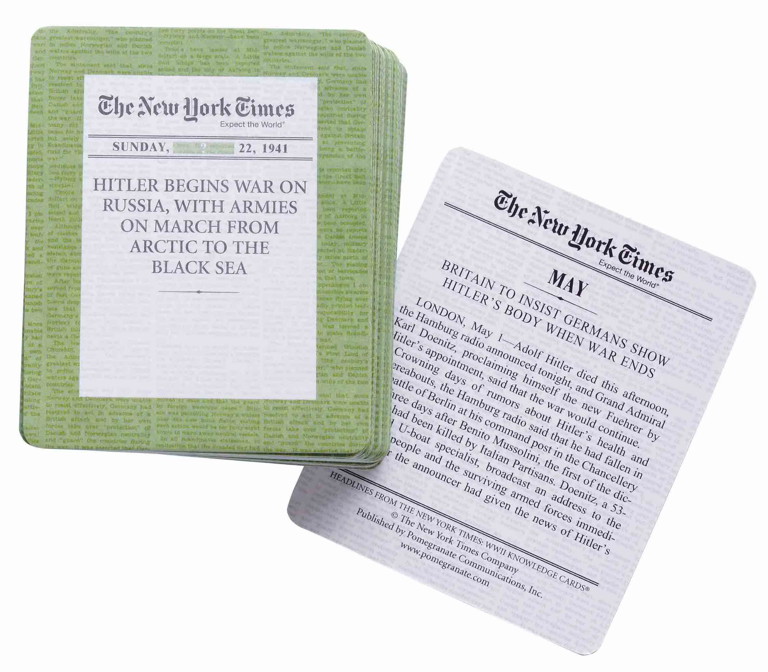 The New York Times
Expect the World®
SUNDAY, ? 22, 1941
HITLER BEGINS WAR ON
RUSSIA, WITH ARMIES
ON MARCH FROM
ARCTIC TO THE
BLACK SEA
The New York Times
Expect the World®
MAY
BRITAIN TO INSIST GERMANS SHOW
HITLER'S BODY WHEN WAR ENDS
LONDON, May 1—Adolf Hitler died this afternoon,
the Hamburg radio announced tonight, and Grand Admiral
Karl Doenitz, proclaiming himself the new Fuehrer by
Hitler's appointment, said that the war would continue.
Crowning days of rumors about Hitler's health and
ereabouts, the Hamburg radio said that he had fallen in
attle of Berlin at his command post in the Chancellery
ree days after Benito Mussolini, the first of the dic-
had been killed by Italian Partisans. Doenitz, a 53-
U-boat specialist, broadcast an address to the
people and the surviving armed forces immedi-
the announcer had given the news of Hitler's
HEADLINES FROM THE NEW YORK TIMES: WWII KNOWLEDGE CARDS®
© The New York Times Company
Published by Pomegranate Communications, Inc.
www.pomegranate.com